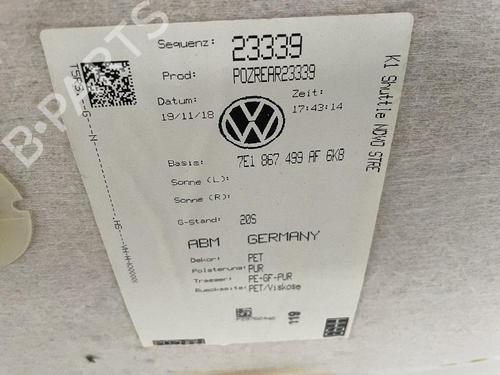 Sequenz: 23339
Prod: POZREAR23339
Datum: Zeit:
19/11/18 17:43:14
Basis: 7E1 867 499 AF 6K8
Sonne (L):
Sonne (R):
G-Stand: 20S
ABM GERMANY
Dekor: PET
Polsterung: PUR
Traeger: PE-GF-PUR
Rueckseite: PET/Viskose
119
K1 Shuttle NOVO STAE
B-PARTS